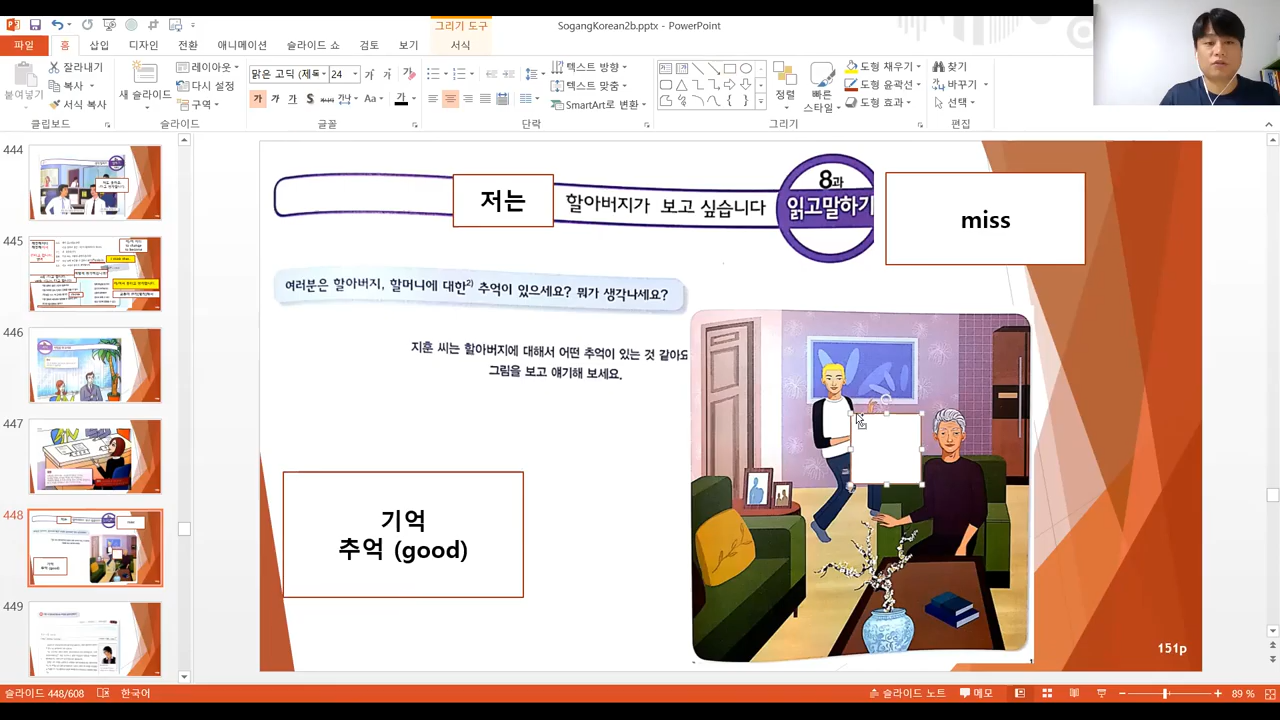 SogangKorean2b.pptx - PowerPoint
그리기 도구
파일
홈
삽입
디자인
전환
애니메이션
슬라이드 쇼
검토
보기
서식
붙여넣기
잘라내기
복사
서식 복사
클립보드
새 슬라이드
레이아웃
다시 설정
구역
슬라이드
맑은 고딕 (제목
24
가 가 가 S abc 가가 Aa 가
글꼴
텍스트 방향
텍스트 맞춤
SmartArt로 변환
단락
정렬
빠른 스타일
도형 채우기
도형 윤곽선
도형 효과
그리기
찾기
바꾸기
선택
편집
444
445
446
447
448
449
저는
할아버지가 보고 싶습니다
8과
읽고말하기
miss
여러분은 할아버지, 할머니에 대한2) 추억이 있으세요? 뭐가 생각나세요?
지훈 씨는 할아버지에 대해서 어떤 추억이 있는 것 같아요
그림을 보고 얘기해 보세요.
기억
추억 (good)
151p
슬라이드 448/608
한국어
슬라이드 노트
메모
89 %